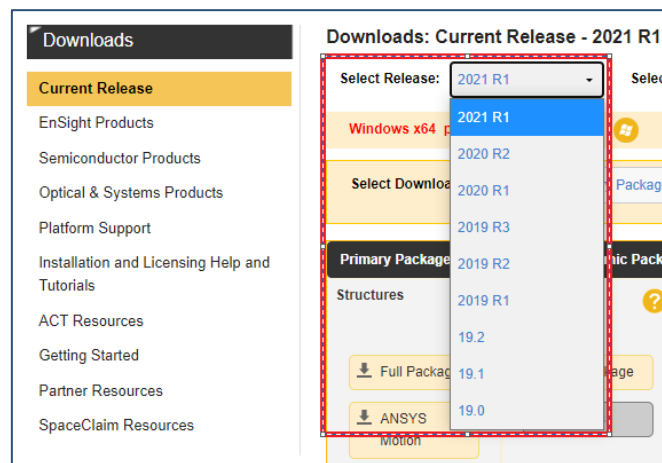 Downloads
Current Release
EnSight Products
Semiconductor Products
Optical & Systems Products
Platform Support
Installation and Licensing Help and
Tutorials
ACT Resources
Getting Started
Partner Resources
SpaceClaim Resources
Downloads: Current Release - 2021 R1
Select Release: 2021 R1
2021 R1
2020 R2
2020 R1
2019 R3
2019 R2
2019 R1
19.2
19.1
19.0
Windows x64
Select
Primary
Structures
?
Full
ANSYS
Motion